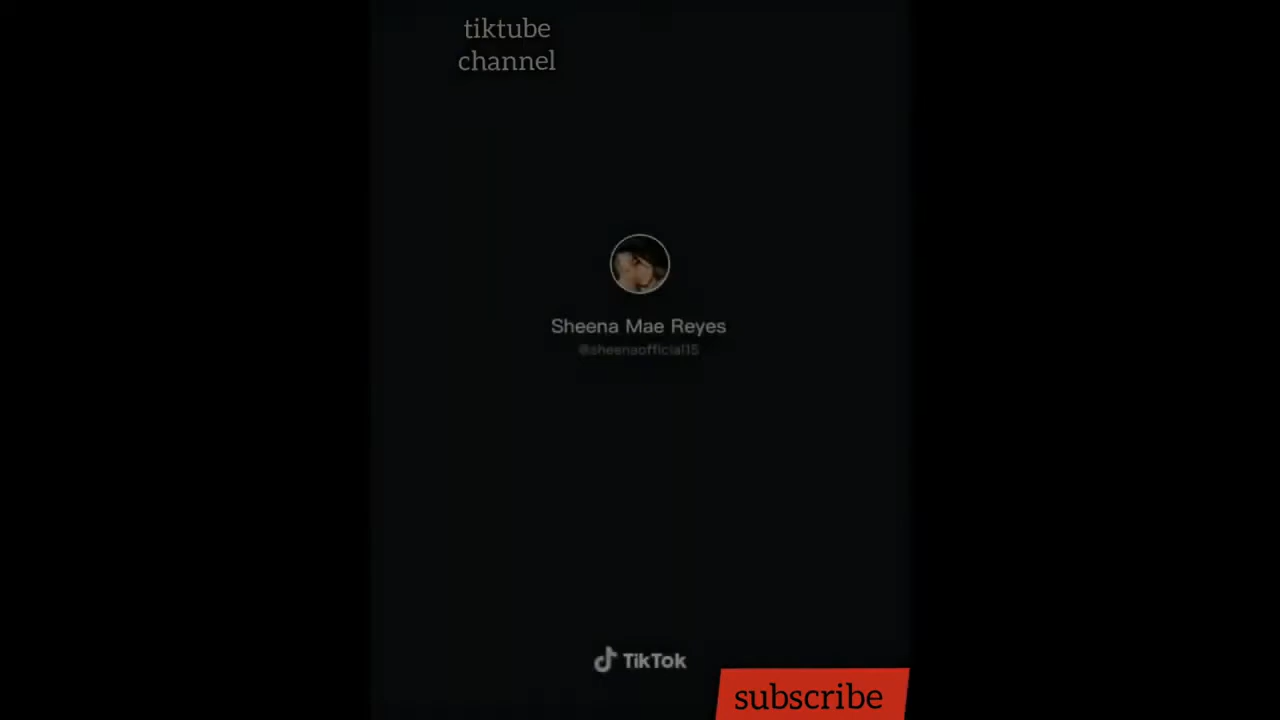 tiktube
channel
Sheena Mae Reyes
@sheenaofficial15
TikTok
subscribe